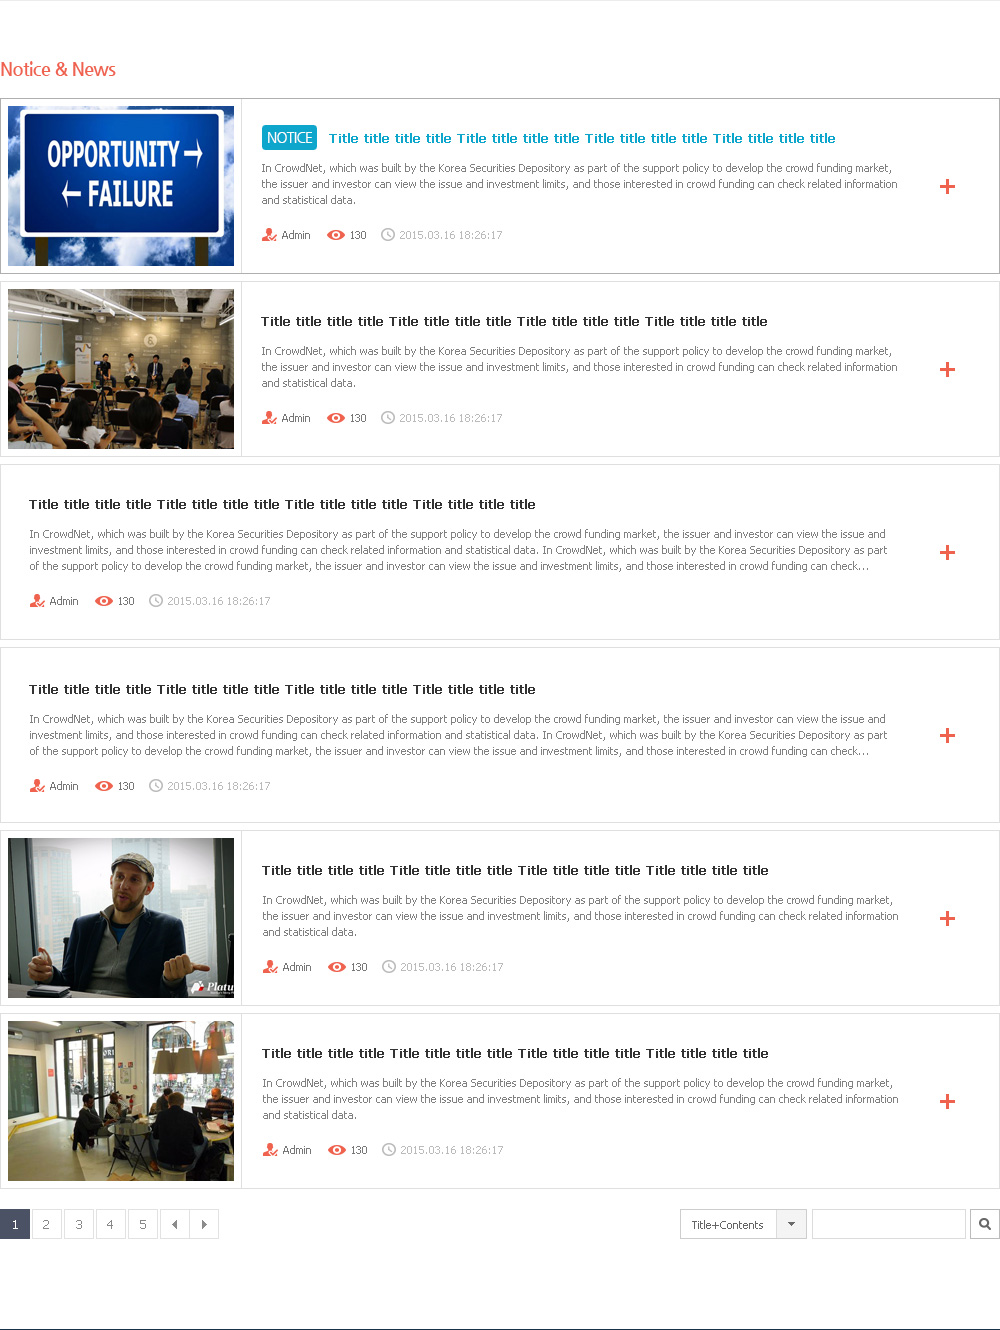 Notice & News
OPPORTUNITY →
← FAILURE
NOTICE Title title title title Title title title title Title title title title Title title title title
In CrowdNet, which was built by the Korea Securities Depository as part of the support policy to develop the crowd funding market,
the issuer and investor can view the issue and investment limits, and those interested in crowd funding can check related information
and statistical data.
Admin 130 2015.03.16 18:26:17
Title title title title Title title title title Title title title title Title title title title
In CrowdNet, which was built by the Korea Securities Depository as part of the support policy to develop the crowd funding market,
the issuer and investor can view the issue and investment limits, and those interested in crowd funding can check related information
and statistical data.
Admin 130 2015.03.16 18:26:17
Title title title title Title title title title Title title title title Title title title title
In CrowdNet, which was built by the Korea Securities Depository as part of the support policy to develop the crowd funding market, the issuer and investor can view the issue and
investment limits, and those interested in crowd funding can check related information and statistical data. In CrowdNet, which was built by the Korea Securities Depository as part
of the support policy to develop the crowd funding market, the issuer and investor can view the issue and investment limits, and those interested in crowd funding can check...
Admin 130 2015.03.16 18:26:17
Title title title title Title title title title Title title title title Title title title title
In CrowdNet, which was built by the Korea Securities Depository as part of the support policy to develop the crowd funding market, the issuer and investor can view the issue and
investment limits, and those interested in crowd funding can check related information and statistical data. In CrowdNet, which was built by the Korea Securities Depository as part
of the support policy to develop the crowd funding market, the issuer and investor can view the issue and investment limits, and those interested in crowd funding can check...
Admin 130 2015.03.16 18:26:17
Title title title title Title title title title Title title title title Title title title title
In CrowdNet, which was built by the Korea Securities Depository as part of the support policy to develop the crowd funding market,
the issuer and investor can view the issue and investment limits, and those interested in crowd funding can check related information
and statistical data.
Admin 130 2015.03.16 18:26:17
Platu
Title title title title Title title title title Title title title title Title title title title
In CrowdNet, which was built by the Korea Securities Depository as part of the support policy to develop the crowd funding market,
the issuer and investor can view the issue and investment limits, and those interested in crowd funding can check related information
and statistical data.
Admin 130 2015.03.16 18:26:17
1 2 3 4 5 Title+Contents